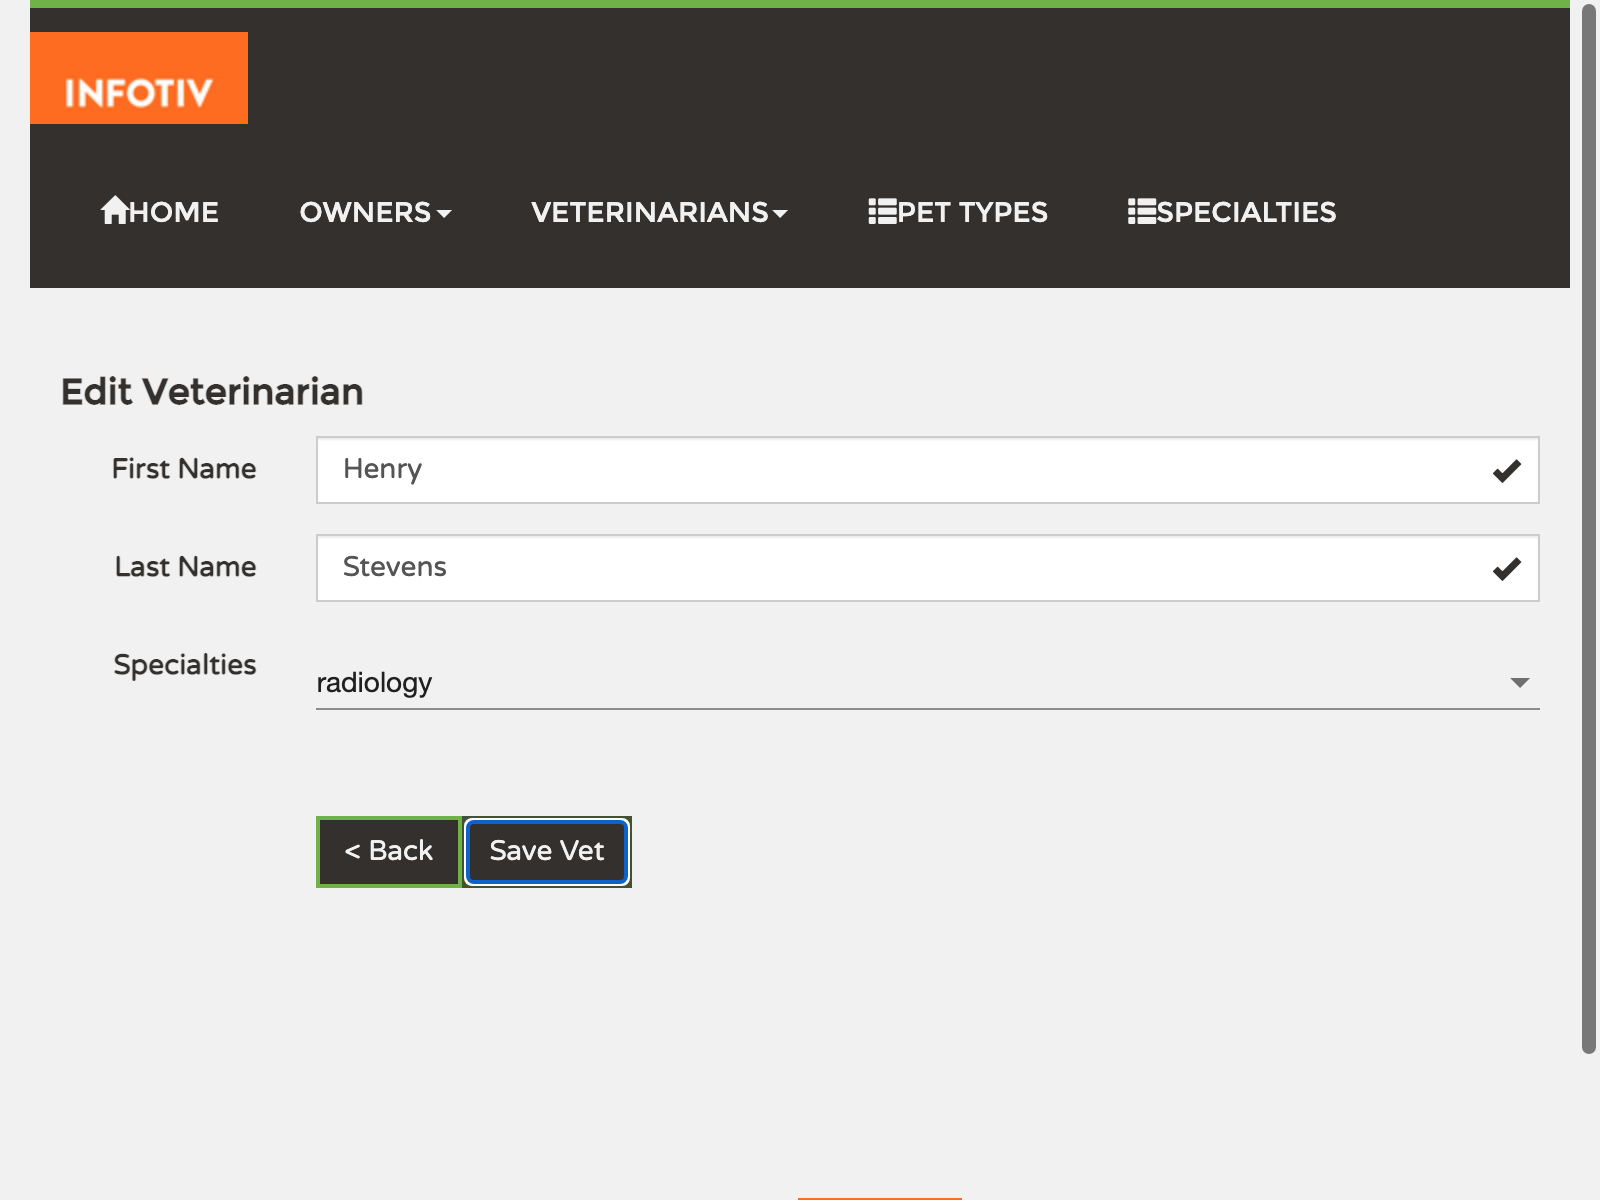 INFOTIV
HOME OWNERS VETERINARIANS PET TYPES SPECIALTIES
Edit Veterinarian
First Name Henry
Last Name Stevens
Specialties radiology
< Back Save Vet